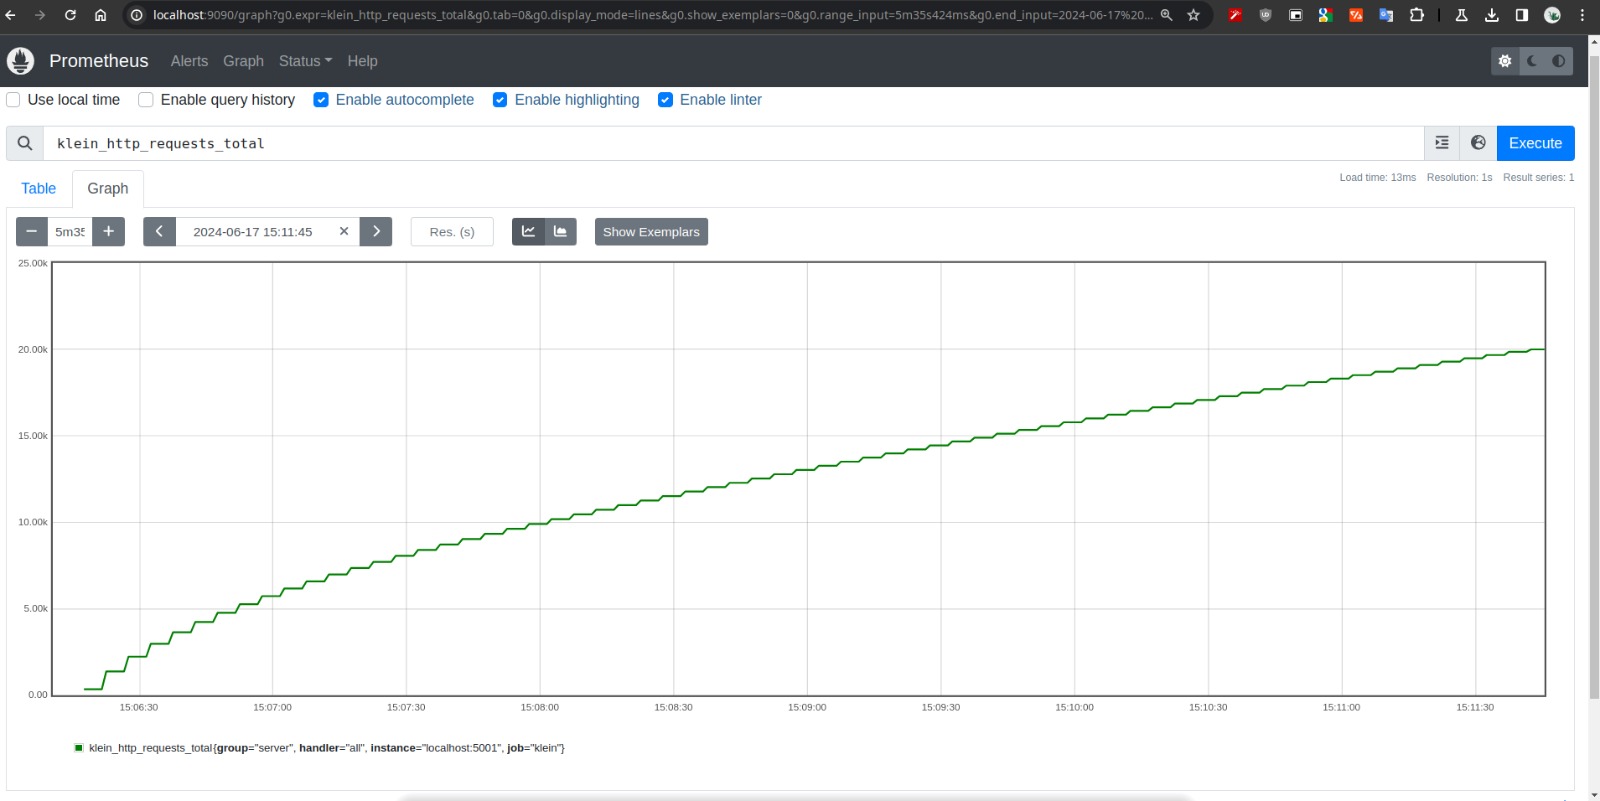 localhost:9090/graph?g0.expr=klein_http_requests_total&g0.tab=0&g0.display_mode=lines&g0.show_exemplars=0&g0.range_input=5m35s424ms&g0.end_input=2024-06-17%20...
Prometheus Alerts Graph Status Help
Use local time Enable query history Enable autocomplete Enable highlighting Enable linter
klein_http_requests_total Execute
Table Graph Load time: 13ms Resolution: 1s Result series: 1
5m35 2024-06-17 15:11:45 Res. (s) Show Exemplars
25.00k
20.00k
15.00k
10.00k
5.00k
0.00
15:06:30 15:07:00 15:07:30 15:08:00 15:08:30 15:09:00 15:09:30 15:10:00 15:10:30 15:11:00 15:11:30
klein_http_requests_total{group="server", handler="all", instance="localhost:5001", job="klein"}